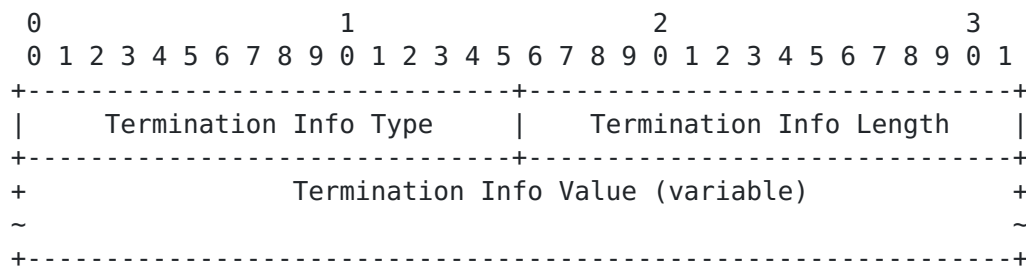 0                   1                   2                   3
 0 1 2 3 4 5 6 7 8 9 0 1 2 3 4 5 6 7 8 9 0 1 2 3 4 5 6 7 8 9 0 1
+-------------------------------+-------------------------------+
|     Termination Info Type     |    Termination Info Length    |
+-------------------------------+-------------------------------+
+                 Termination Info Value (variable)             +
~                                                               ~
+---------------------------------------------------------------+